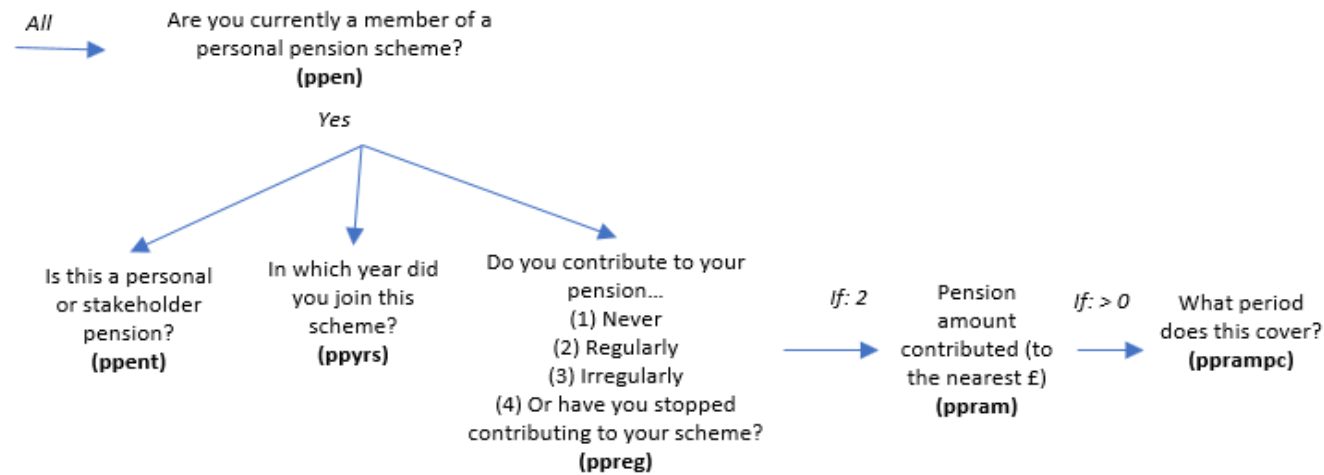 All
Are you currently a member of a
personal pension scheme?
(ppen)
Yes
Is this a personal
or stakeholder
pension?
(ppent)
In which year did
you join this
scheme?
(ppyrs)
Do you contribute to your
pension...
(1) Never
(2) Regularly
(3) Irregularly
(4) Or have you stopped
contributing to your scheme?
(ppreg)
If: 2
Pension
amount
contributed (to
the nearest £)
(ppram)
If: > 0
What period
does this cover?
(pprampc)